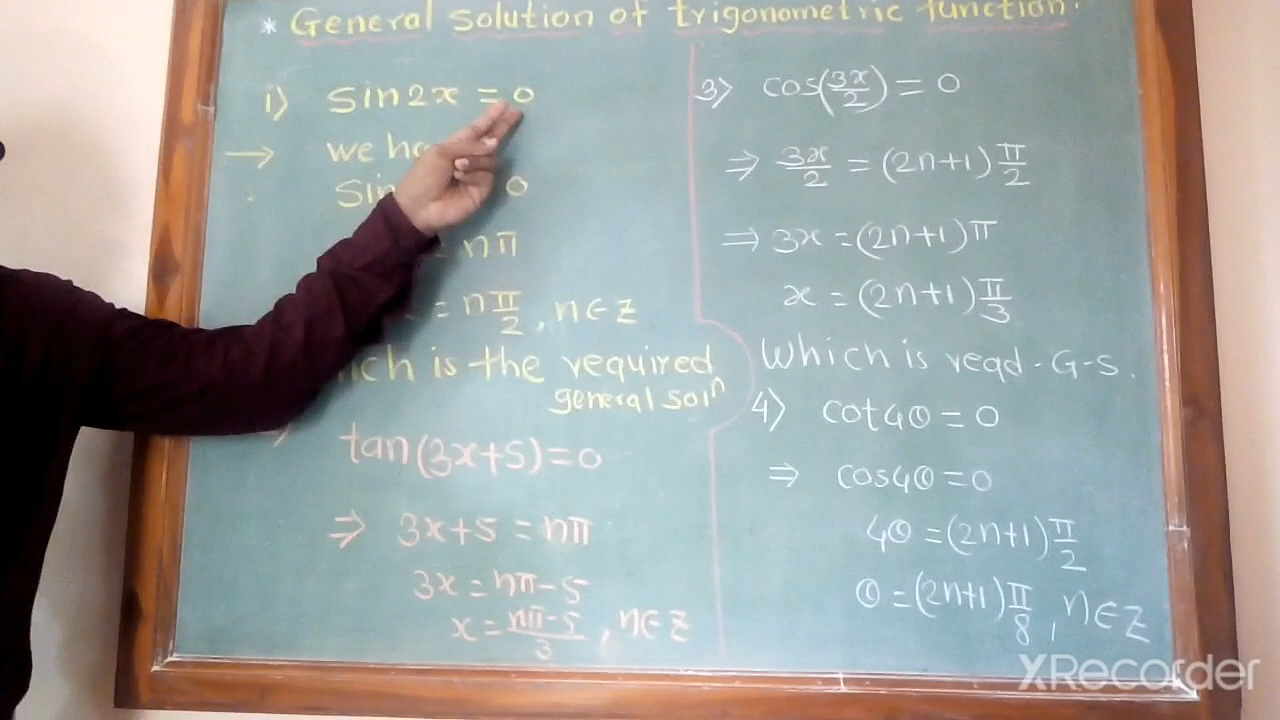 * General solution of trigonometric function.
1) sin2x = 0
→ we
Sin 0
= nπ
= nπ/2, n∈Z
is the required
general solⁿ
tan(3x+5)=0
⇒ 3x+5 = nπ
3x = nπ-5
x = (nπ-5)/3, n∈Z
3) cos(3x/2) = 0
⇒ 3x/2 = (2n+1)π/2
⇒ 3x = (2n+1)π
x = (2n+1)π/3
Which is reqd-G-S.
4) cot4θ = 0
⇒ cos4θ = 0
4θ = (2n+1)π/2
θ = (2n+1)π/8, n∈Z
XRecorder